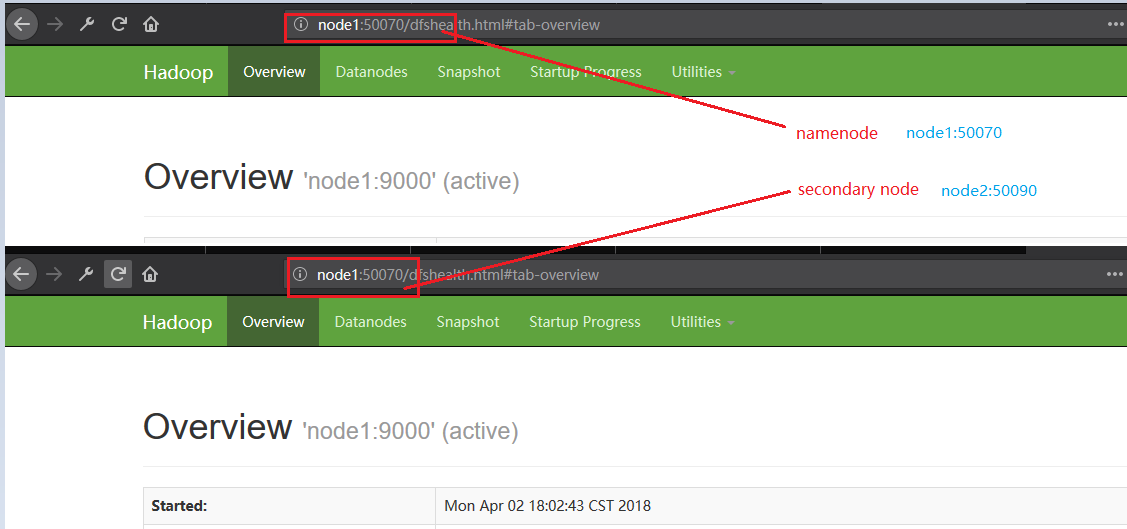 node1:50070/dfshealth.html#tab-overview
Hadoop Overview Datanodes Snapshot Startup Progress Utilities
namenode node1:50070
Overview 'node1:9000' (active)
secondary node node2:50090
node1:50070/dfshealth.html#tab-overview
Hadoop Overview Datanodes Snapshot Startup Progress Utilities
Overview 'node1:9000' (active)
Started: Mon Apr 02 18:02:43 CST 2018